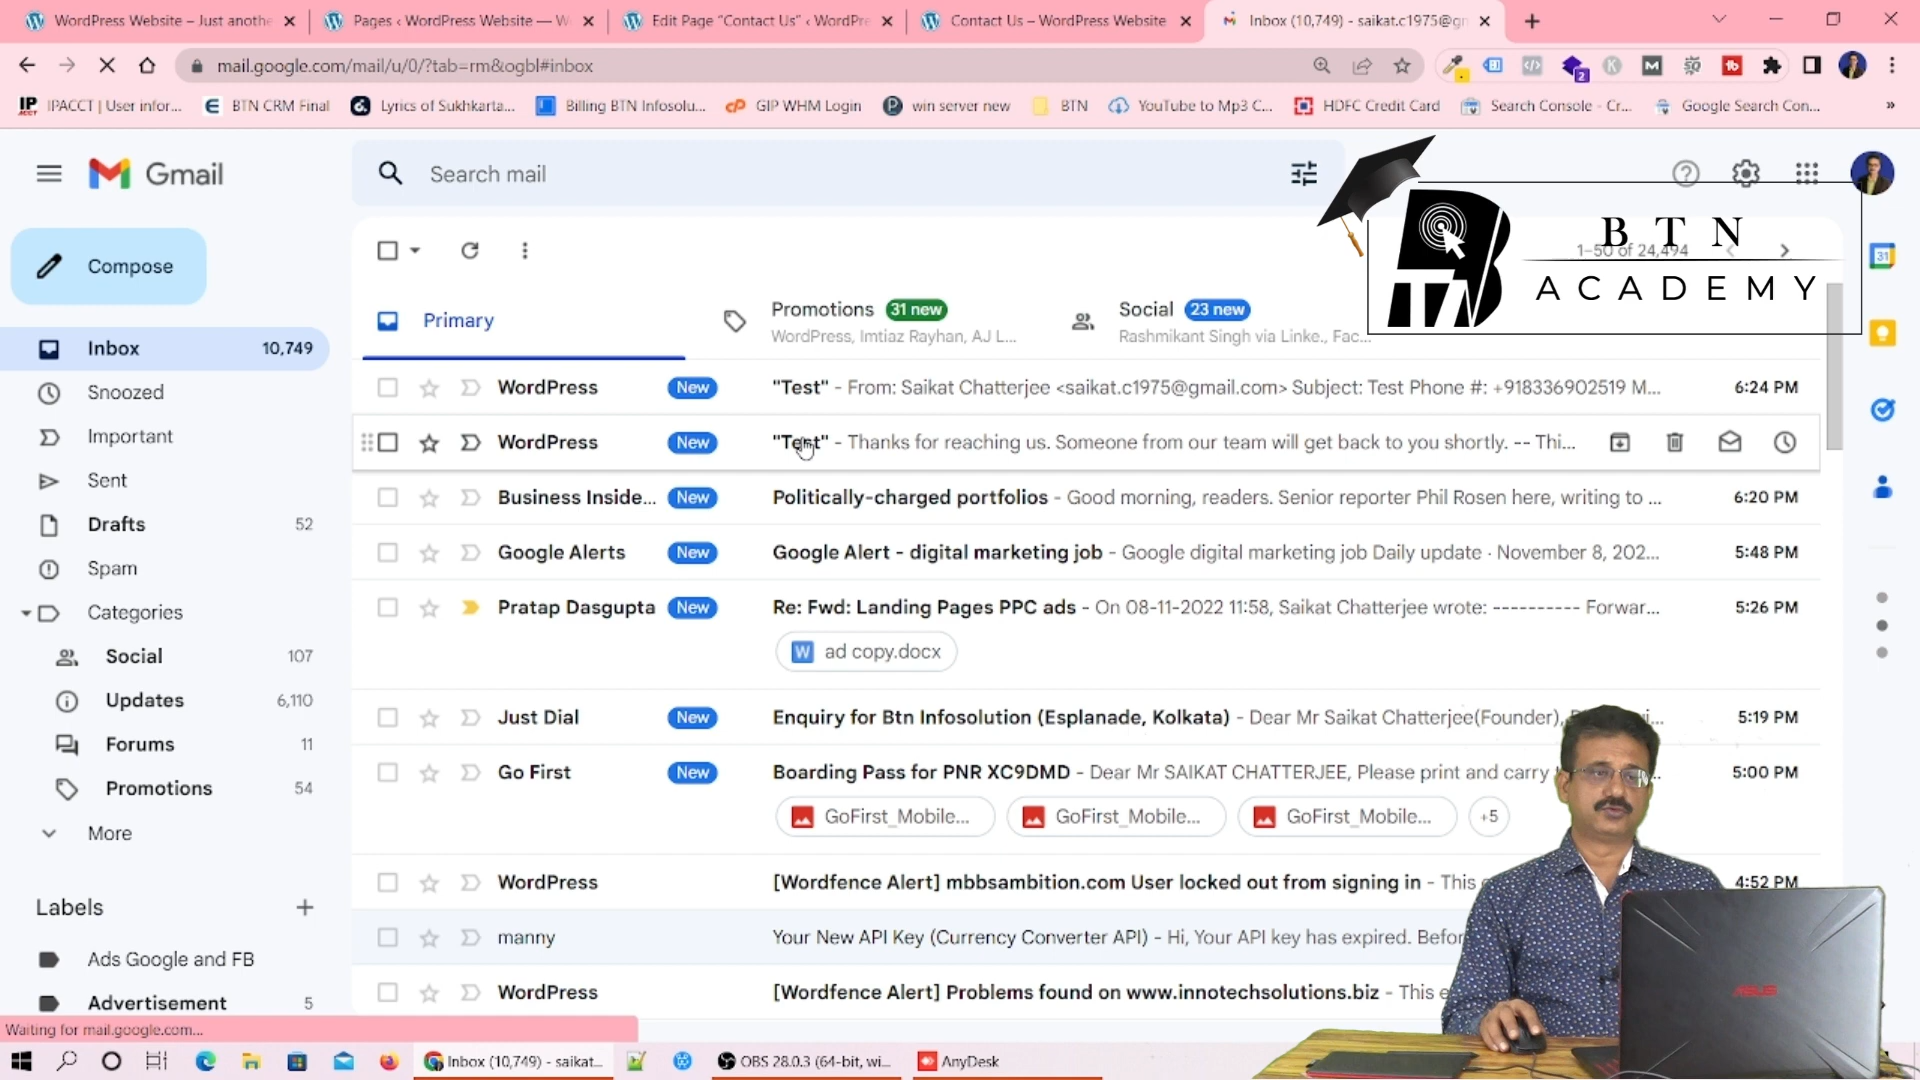 WordPress Website – Just anothe
Pages ‹ WordPress Website — W
Edit Page "Contact Us" ‹ WordPre
Contact Us – WordPress Website
Inbox (10,749) - saikat.c1975@g
mail.google.com/mail/u/0/?tab=rm&ogbl#inbox
IPACCT | User infor...
BTN CRM Final
Lyrics of Sukhkarta...
Billing BTN Infosolu...
GIP WHM Login
win server new
BTN
YouTube to Mp3 C...
HDFC Credit Card
Search Console - Cr...
Google Search Con...
»
Gmail
Search mail
BTN
ACADEMY
Compose
1–50 of 24,494
Primary
Promotions 31 new
WordPress, Imtiaz Rayhan, AJ L...
Social 23 new
Rashmikant Singh via Linke., Fac...
Inbox 10,749
Snoozed
Important
Sent
Drafts 52
Spam
Categories
Social 107
Updates 6,110
Forums 11
Promotions 54
More
Labels +
Ads Google and FB
Advertisement 5
WordPress New "Test" - From: Saikat Chatterjee <saikat.c1975@gmail.com> Subject: Test Phone #: +918336902519 M... 6:24 PM
WordPress New "Test" - Thanks for reaching us. Someone from our team will get back to you shortly. -- Thi...
Business Inside... New Politically-charged portfolios - Good morning, readers. Senior reporter Phil Rosen here, writing to ... 6:20 PM
Google Alerts New Google Alert - digital marketing job - Google digital marketing job Daily update · November 8, 202... 5:48 PM
Pratap Dasgupta New Re: Fwd: Landing Pages PPC ads - On 08-11-2022 11:58, Saikat Chatterjee wrote: ---------- Forwar... 5:26 PM
ad copy.docx
Just Dial New Enquiry for Btn Infosolution (Esplanade, Kolkata) - Dear Mr Saikat Chatterjee(Founder), 5:19 PM
Go First New Boarding Pass for PNR XC9DMD - Dear Mr SAIKAT CHATTERJEE, Please print and carry 5:00 PM
GoFirst_Mobile...
GoFirst_Mobile...
GoFirst_Mobile...
+5
WordPress [Wordfence Alert] mbbsambition.com User locked out from signing in - This 4:52 PM
manny Your New API Key (Currency Converter API) - Hi, Your API key has expired. Befor
WordPress [Wordfence Alert] Problems found on www.innotechsolutions.biz - This e
ASUS
Waiting for mail.google.com...
Inbox (10,749) - saikat...
OBS 28.0.3 (64-bit, wi...
AnyDesk